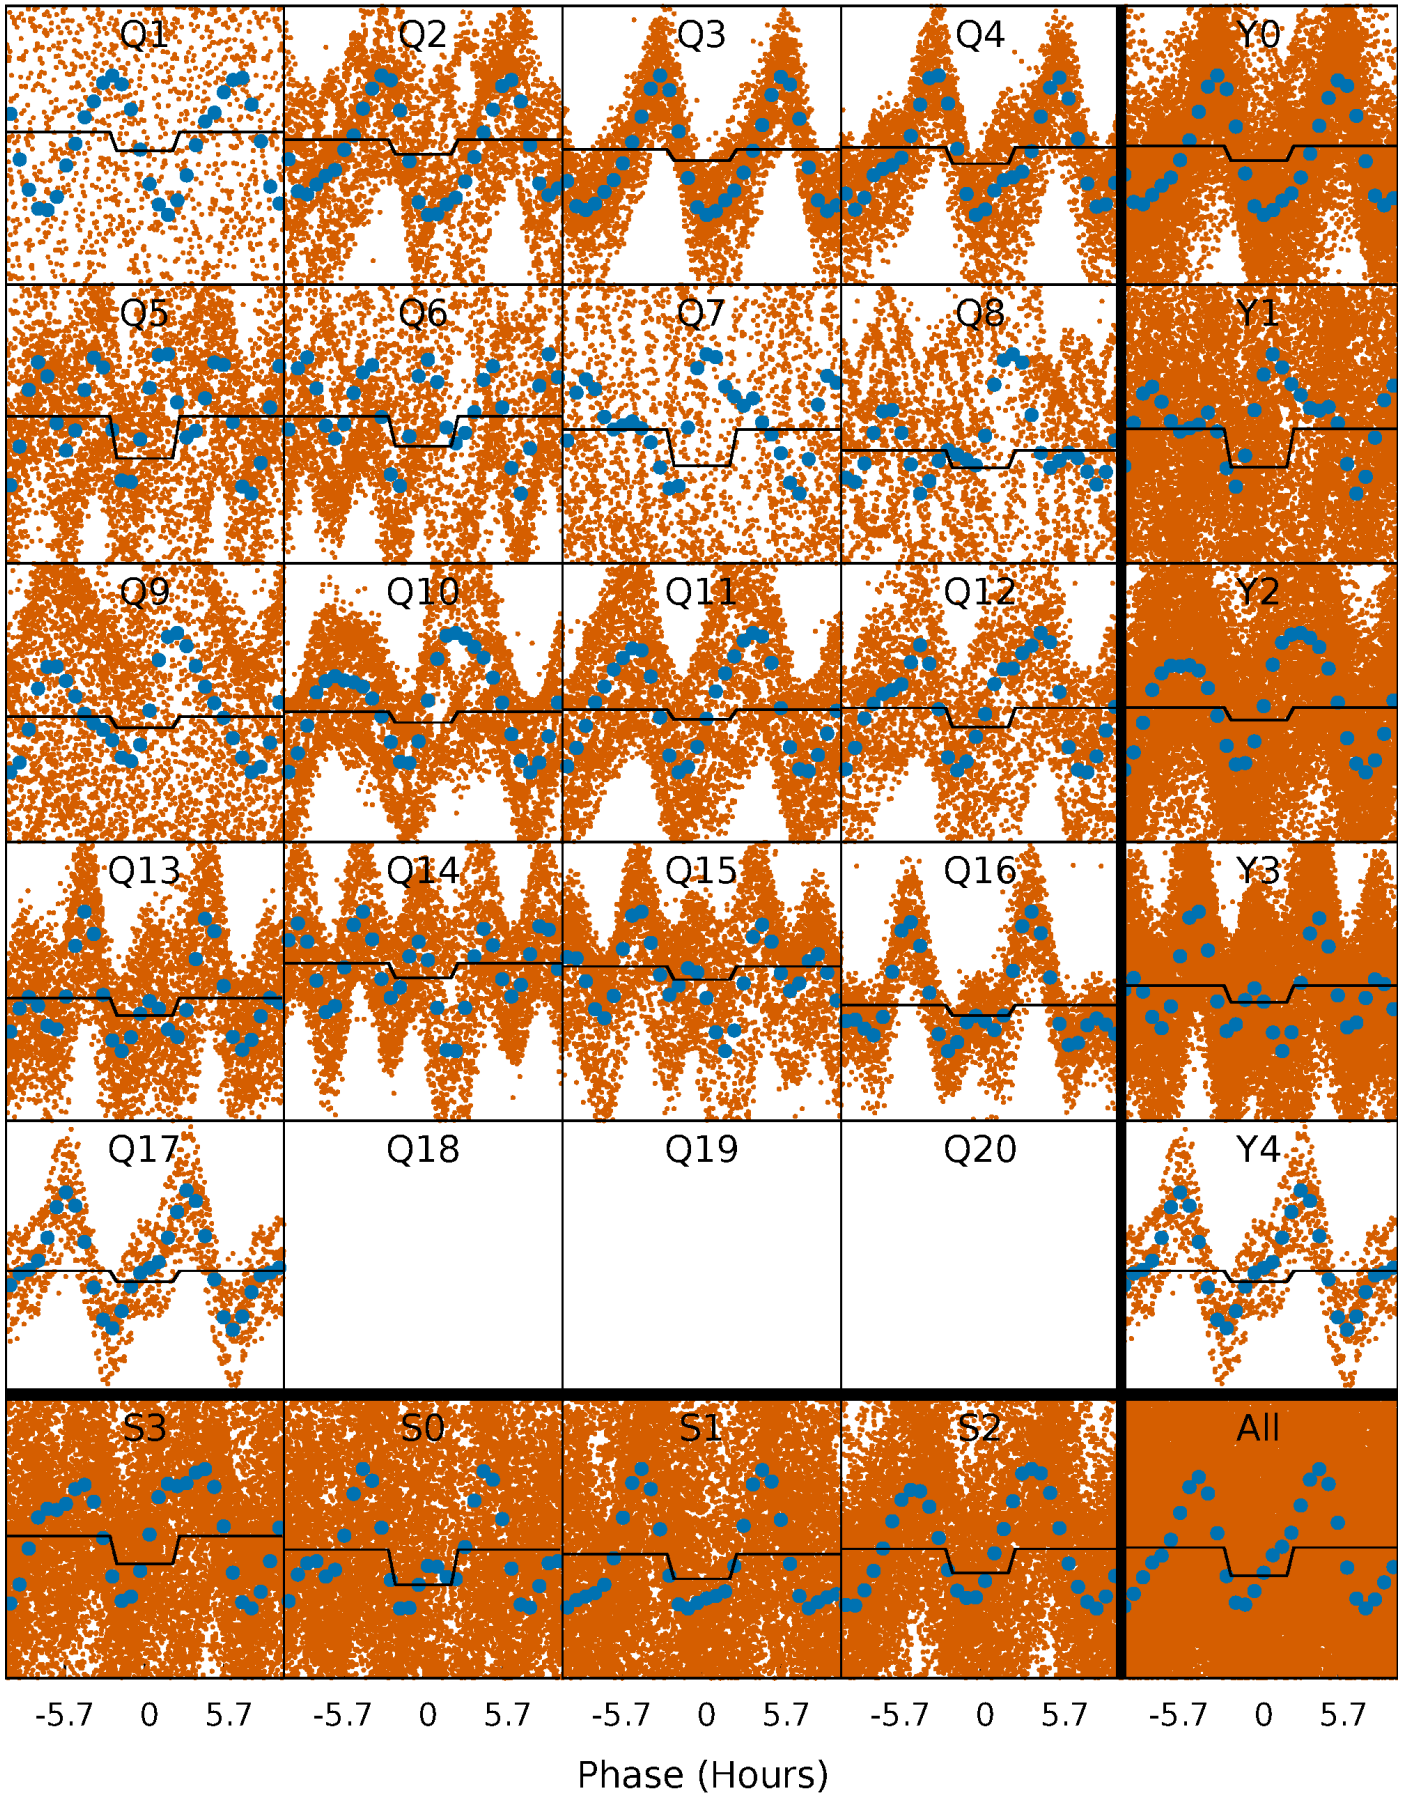 Q1 Q2 Q3 Q4 Y0
Q5 Q6 Q7 Q8 Y1
Q9 Q10 Q11 Q12 Y2
Q13 Q14 Q15 Q16 Y3
Q17 Q18 Q19 Q20 Y4
S3 S0 S1 S2 All
-5.7 0 5.7 -5.7 0 5.7 -5.7 0 5.7 -5.7 0 5.7 -5.7 0 5.7
Phase (Hours)